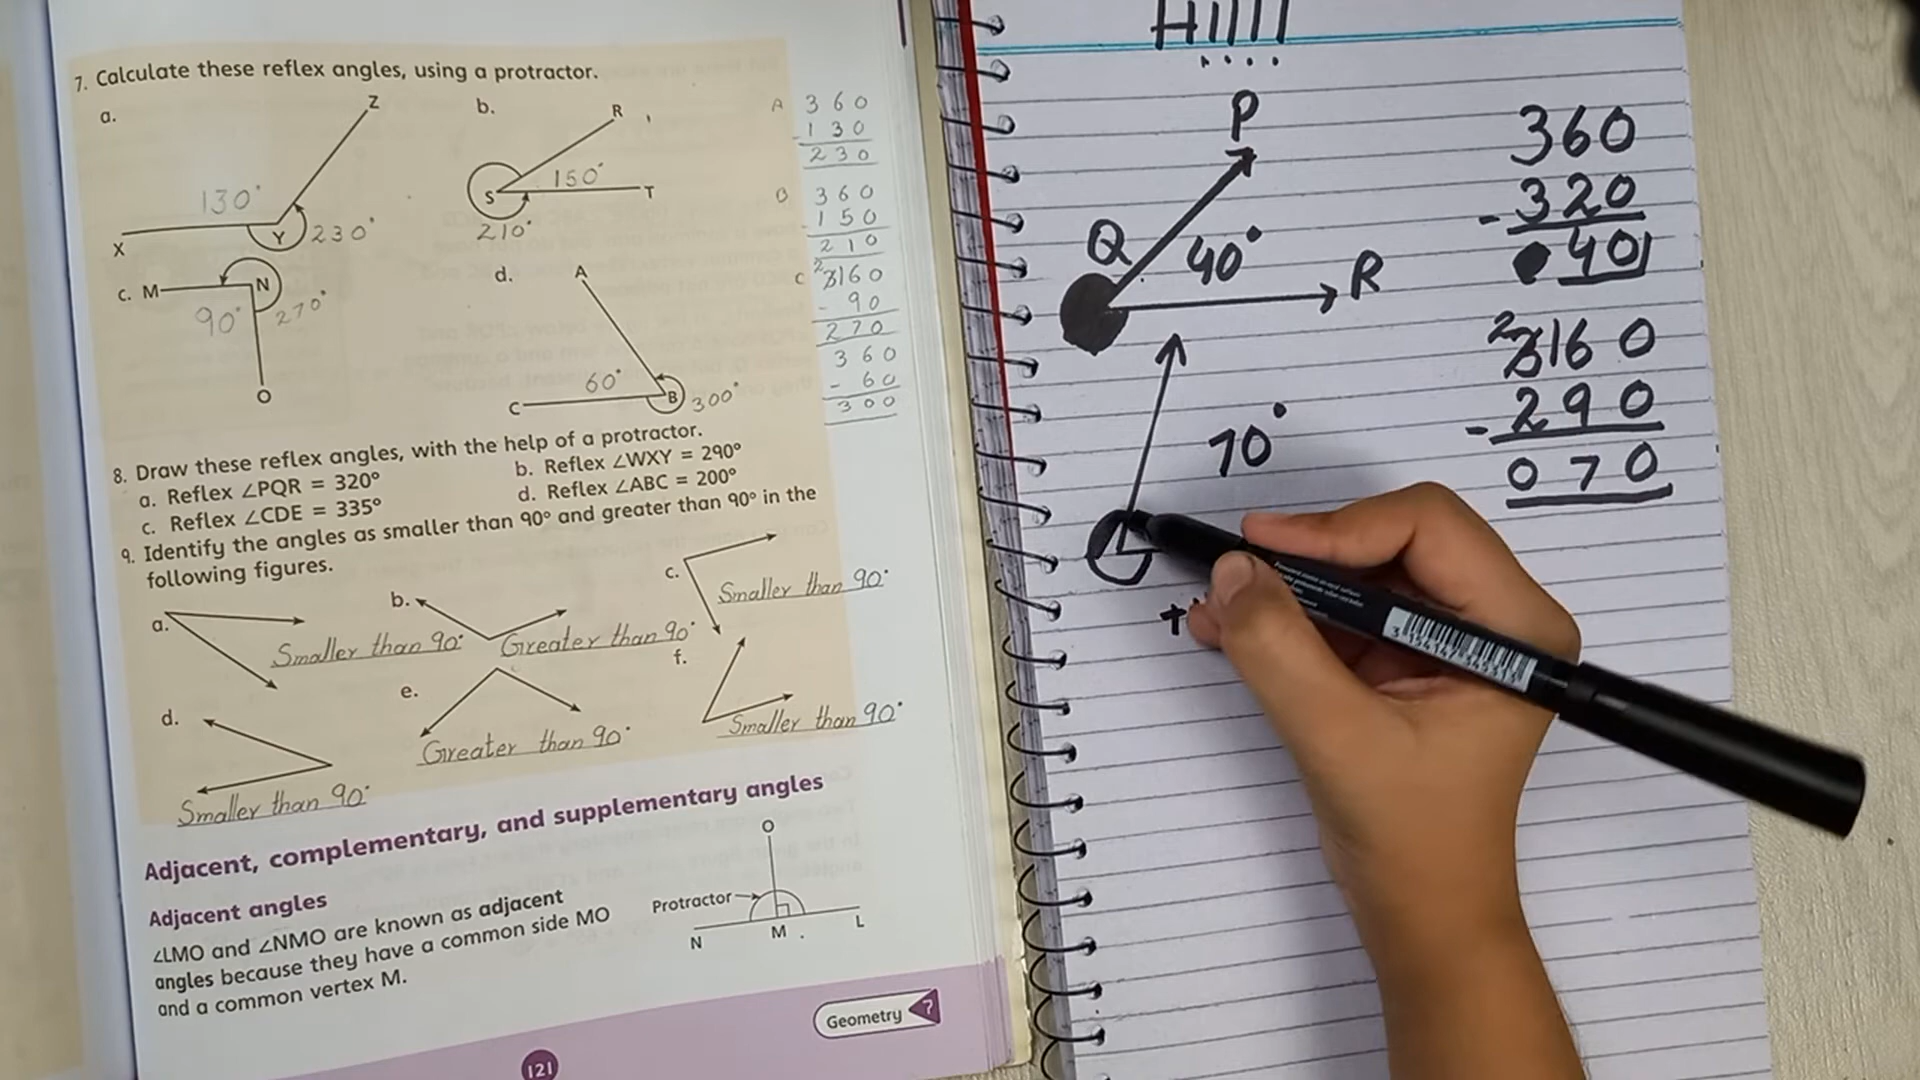 7. Calculate these reflex angles, using a protractor.
a.
Z
130°
X
Y
230°
b.
R
S
150°
T
210°
c. M
N
90°
270°
O
d.
A
60°
C
B
300°
A 360
- 130
230
B 360
- 150
210
C 2 3160
- 90
270
360
- 60
300
8. Draw these reflex angles, with the help of a protractor.
a. Reflex ∠PQR = 320°
b. Reflex ∠WXY = 290°
c. Reflex ∠CDE = 335°
d. Reflex ∠ABC = 200°
9. Identify the angles as smaller than 90° and greater than 90° in the
following figures.
a.
Smaller than 90°
b.
Greater than 90°
c.
Smaller than 90°
d.
Smaller than 90°
e.
Greater than 90°
f.
Smaller than 90°
Adjacent, complementary, and supplementary angles
Adjacent angles
∠LMO and ∠NMO are known as adjacent
angles because they have a common side MO
and a common vertex M.
O
Protractor
N
M
L
Geometry 7
121
P
Q
40°
R
360
- 320
40
70°
2 3160
- 290
070